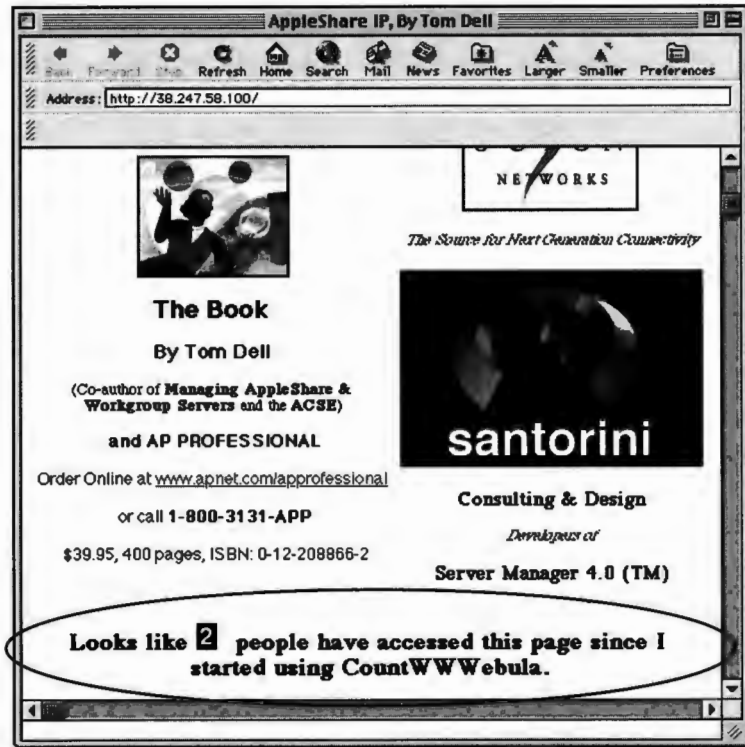 AppleShare IP, By Tom Dell
Back Forward Stop Refresh Home Search Mail News Favorites Larger Smaller Preferences
Address: http://38.247.58.100/
NETWORKS
The Source for Next Generation Connectivity
The Book
By Tom Dell
(Co-author of Managing AppleShare &
Workgroup Servers and the ACSE)
and AP PROFESSIONAL
Order Online at www.apnet.com/approfessional
or call 1-800-3131-APP
$39.95, 400 pages, ISBN: 0-12-208866-2
santorini
Consulting & Design
Developers of
Server Manager 4.0 (TM)
Looks like 2 people have accessed this page since I
started using CountWWWebula.